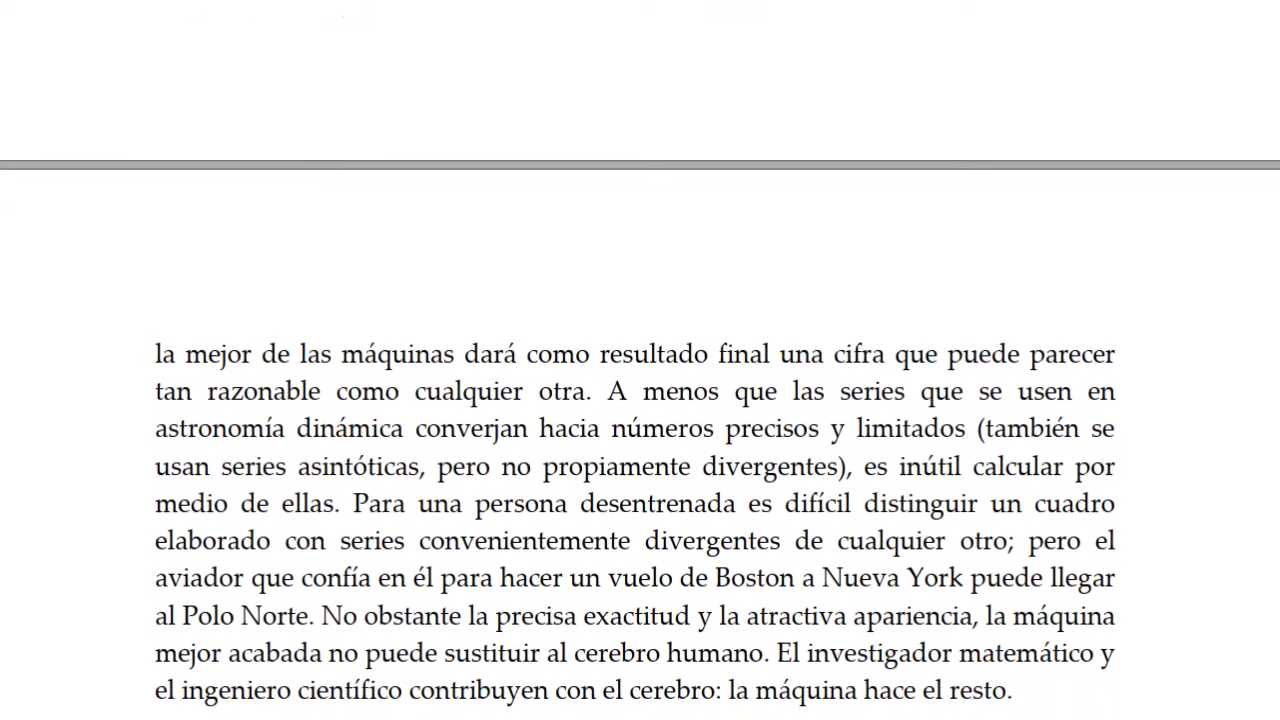 la mejor de las máquinas dará como resultado final una cifra que puede parecer
tan razonable como cualquier otra. A menos que las series que se usen en
astronomía dinámica converjan hacia números precisos y limitados (también se
usan series asintóticas, pero no propiamente divergentes), es inútil calcular por
medio de ellas. Para una persona desentrenada es difícil distinguir un cuadro
elaborado con series convenientemente divergentes de cualquier otro; pero el
aviador que confía en él para hacer un vuelo de Boston a Nueva York puede llegar
al Polo Norte. No obstante la precisa exactitud y la atractiva apariencia, la máquina
mejor acabada no puede sustituir al cerebro humano. El investigador matemático y
el ingeniero científico contribuyen con el cerebro: la máquina hace el resto.